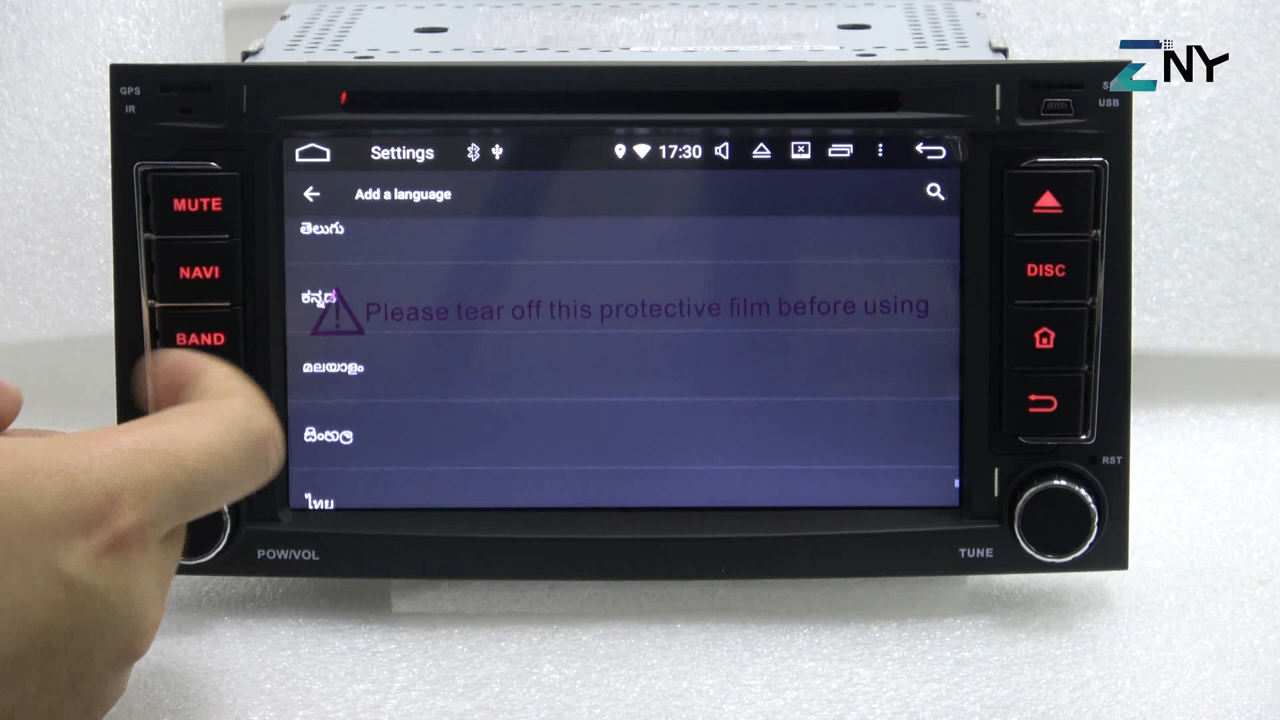 ZNY
GPS
IR
USB
Settings
17:30
Add a language
MUTE
NAVI
BAND
DISC
తెలుగు
ಕನ್ನಡ
Please tear off this protective film before using
മലയാളം
සිංහල
ไทย
RST
POW/VOL
TUNE